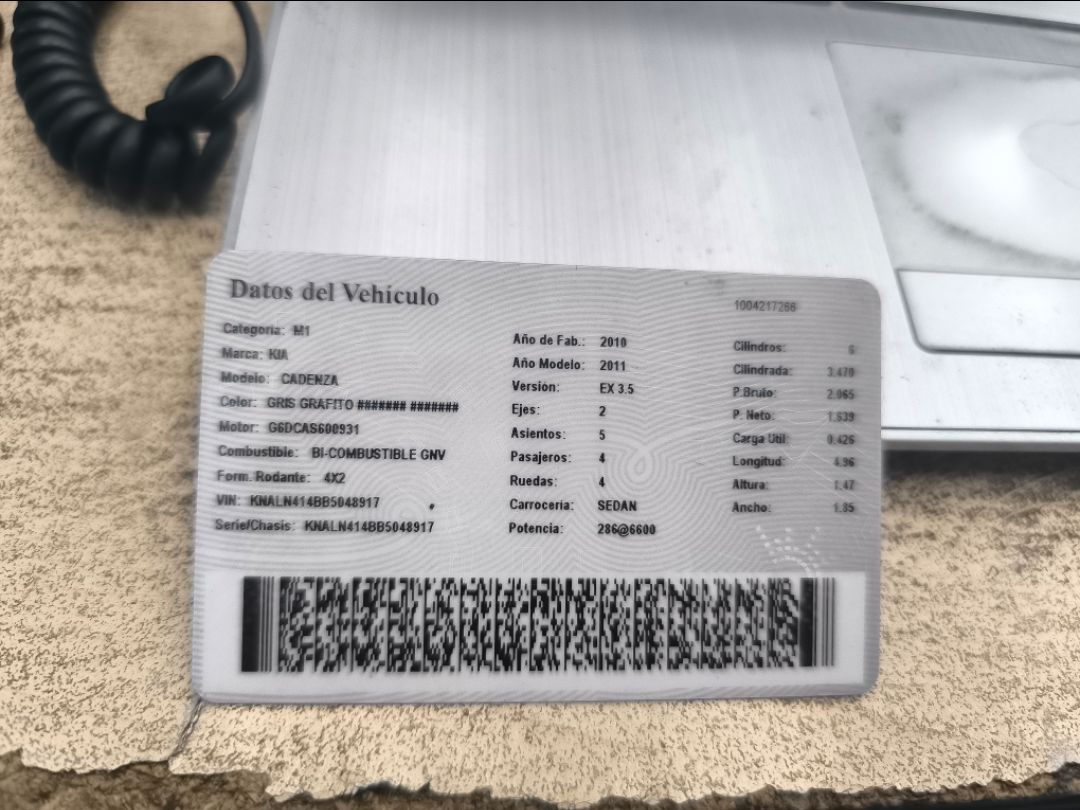 Datos del Vehículo
1004217266
Categoria: M1
Marca: KIA
Modelo: CADENZA
Color: GRIS GRAFITO ####### #######
Motor: G6DCAS600931
Combustible: BI-COMBUSTIBLE GNV
Form. Rodante: 4X2
VIN: KNALN414BB5048917
Serie/Chasis: KNALN414BB5048917
Año de Fab.: 2010
Año Modelo: 2011
Version: EX 3.5
Ejes: 2
Asientos: 5
Pasajeros: 4
Ruedas: 4
Carroceria: SEDAN
Potencia: 286@6600
Cilindros: 6
Cilindrada: 3.470
P.Bruto: 2.065
P. Neto: 1.639
Carga Util: 0.426
Longitud: 4.96
Altura: 1.47
Ancho: 1.85